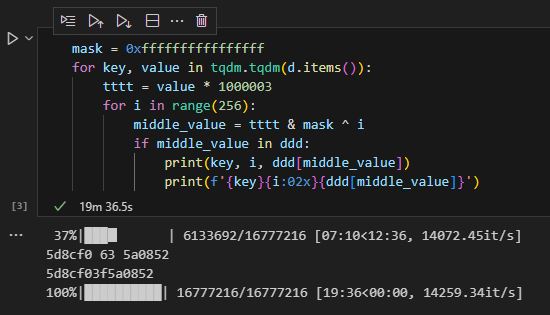 mask = 0xffffffffffffffff
for key, value in tqdm.tqdm(d.items()):
tttt = value * 1000003
for i in range(256):
middle_value = tttt & mask ^ i
if middle_value in ddd:
print(key, i, ddd[middle_value])
print(f'{key}{i:02x}{ddd[middle_value]}')
[3]
19m 36.5s
37%| | 6133692/16777216 [07:10<12:36, 14072.45it/s]
5d8cf0 63 5a0852
5d8cf03f5a0852
100%| | 16777216/16777216 [19:36<00:00, 14259.34it/s]